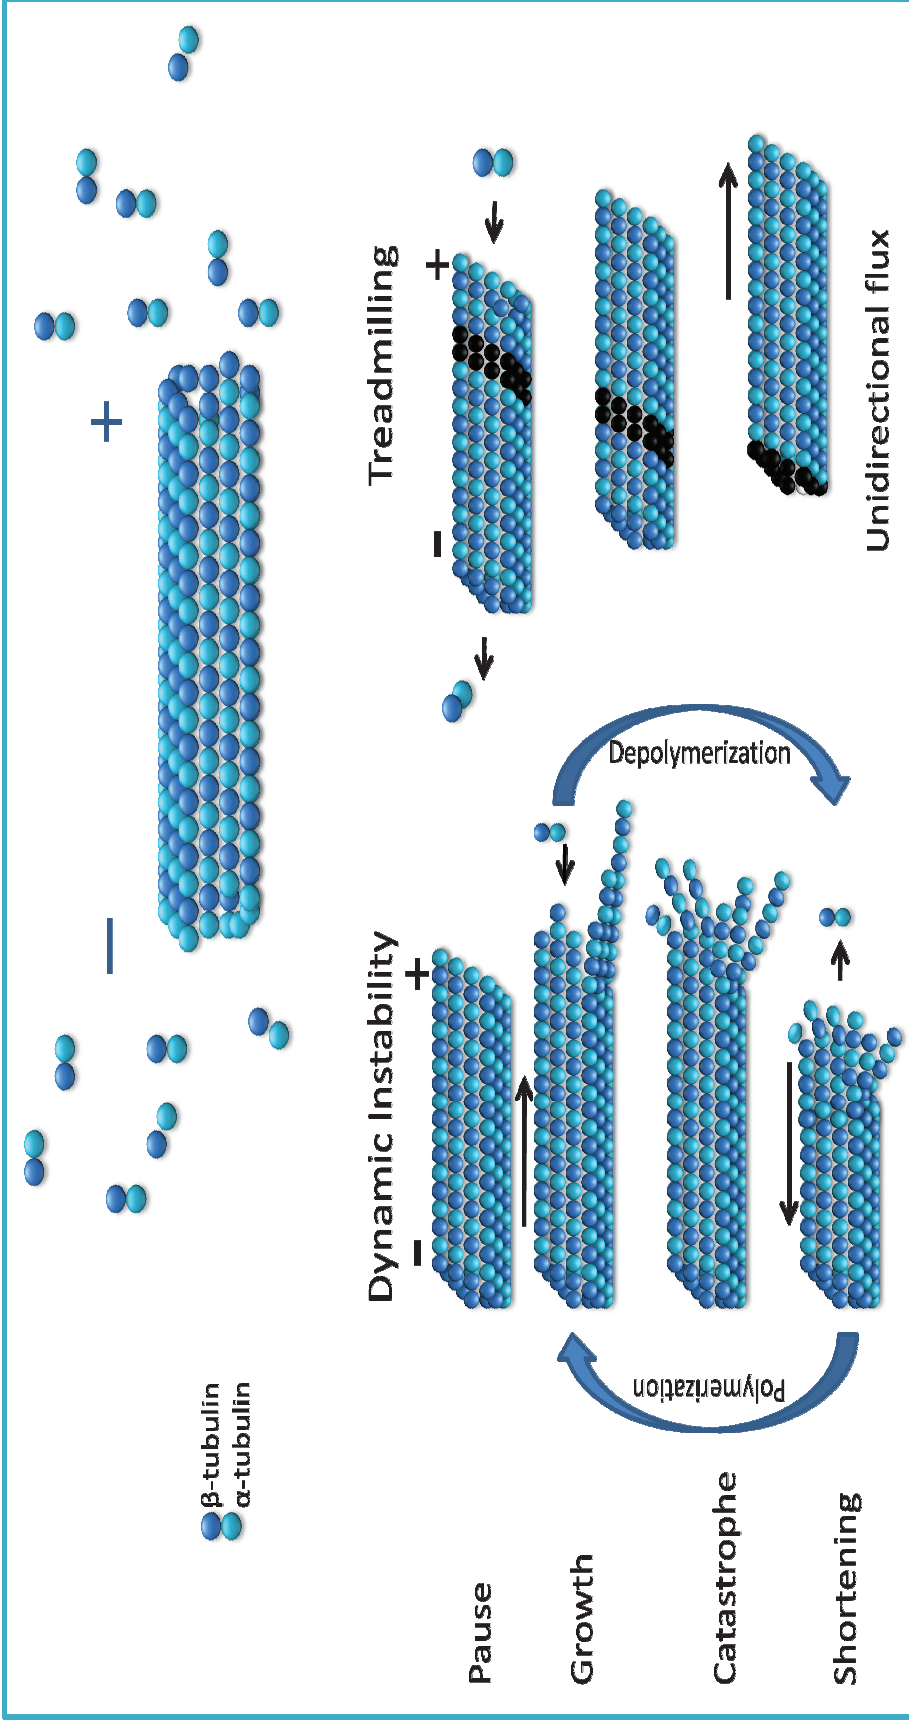 β-tubulin
α-tubulin
− +
Dynamic Instability
− +
Treadmilling
− +
Pause
Growth
Catastrophe
Shortening
Polymerization
Depolymerization
Unidirectional flux